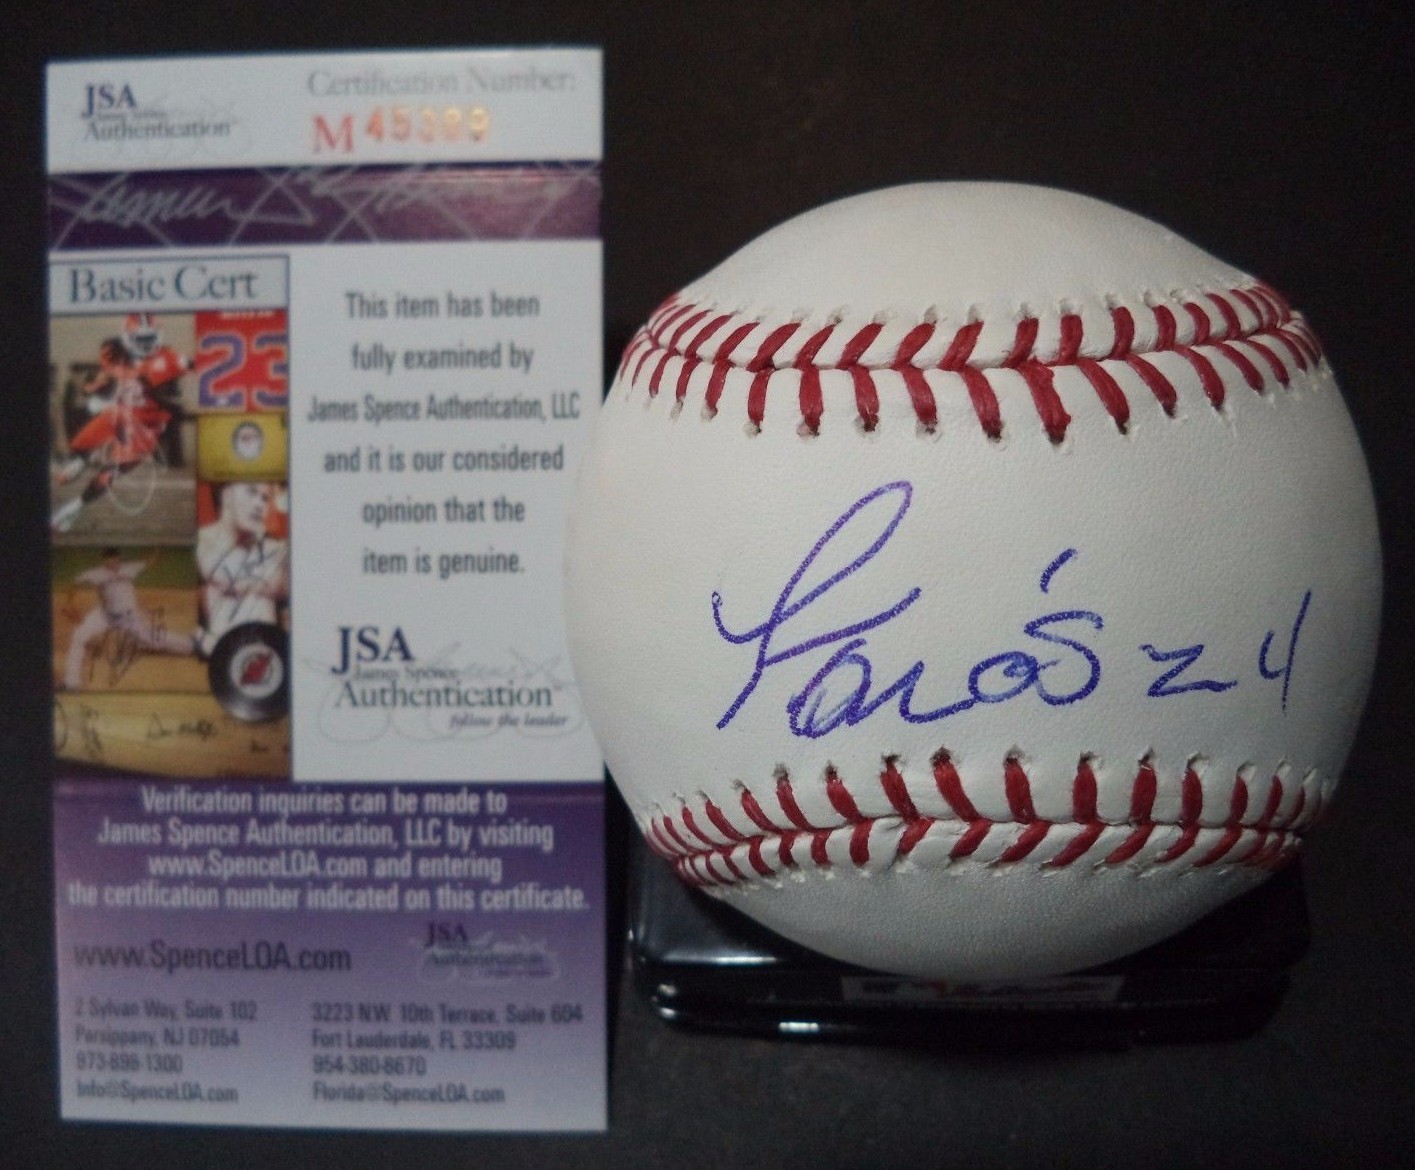 JSA
James Spence
Authentication
Certification Number:
M 45389
Basic Cert
23
This item has been
fully examined by
James Spence Authentication, LLC
and it is our considered
opinion that the
item is genuine.
JSA
James Spence
Authentication
follow the leader
Verification inquiries can be made to
James Spence Authentication, LLC by visiting
www.SpenceLOA.com and entering
the certification number indicated on this certificate.
www.SpenceLOA.com
JSA
Authentication
2 Sylvan Way, Suite 102
Parsippany, NJ 07054
973-898-1300
Info@SpenceLOA.com
3223 NW 10th Terrace, Suite 604
Fort Lauderdale, FL 33309
954-380-8670
Florida@SpenceLOA.com
24